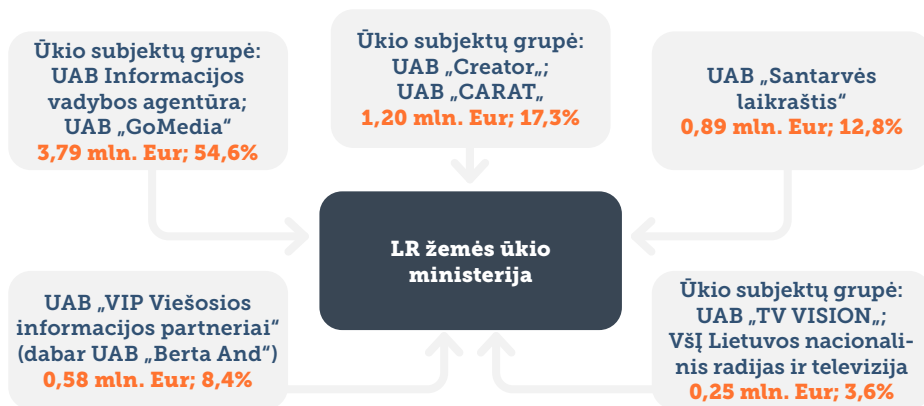 Ūkio subjektų grupė:
UAB Informacijos
vadybos agentūra;
UAB „GoMedia“
3,79 mln. Eur; 54,6%
Ūkio subjektų grupė:
UAB „Creator„;
UAB „CARAT„
1,20 mln. Eur; 17,3%
UAB „Santarvės
laikraštis“
0,89 mln. Eur; 12,8%
LR žemės ūkio
ministerija
UAB „VIP Viešosios
informacijos partneriai“
(dabar UAB „Berta And“)
0,58 mln. Eur; 8,4%
Ūkio subjektų grupė:
UAB „TV VISION„;
VšĮ Lietuvos nacionali-
nis radijas ir televizija
0,25 mln. Eur; 3,6%